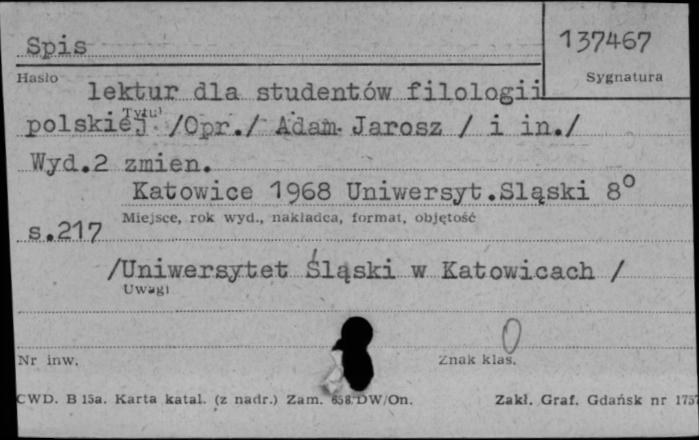 Spis
137467
Hasło
Sygnatura
lektur dla studentów filologii
Tytuł
polskiej /Opr./ Adam Jarosz / i in./
Wyd.2 zmien.
Katowice 1968 Uniwersyt.Sląski 8°
Miejsce, rok wyd., nakładca, format, objętość
s.217
/Uniwersytet Śląski w Katowicach /
Uwagi
0
Nr inw.
Znak klas.
CWD. B 15a. Karta katal. (z nadr.) Zam. 658/DW/On.
Zakł. Graf. Gdańsk nr 1757